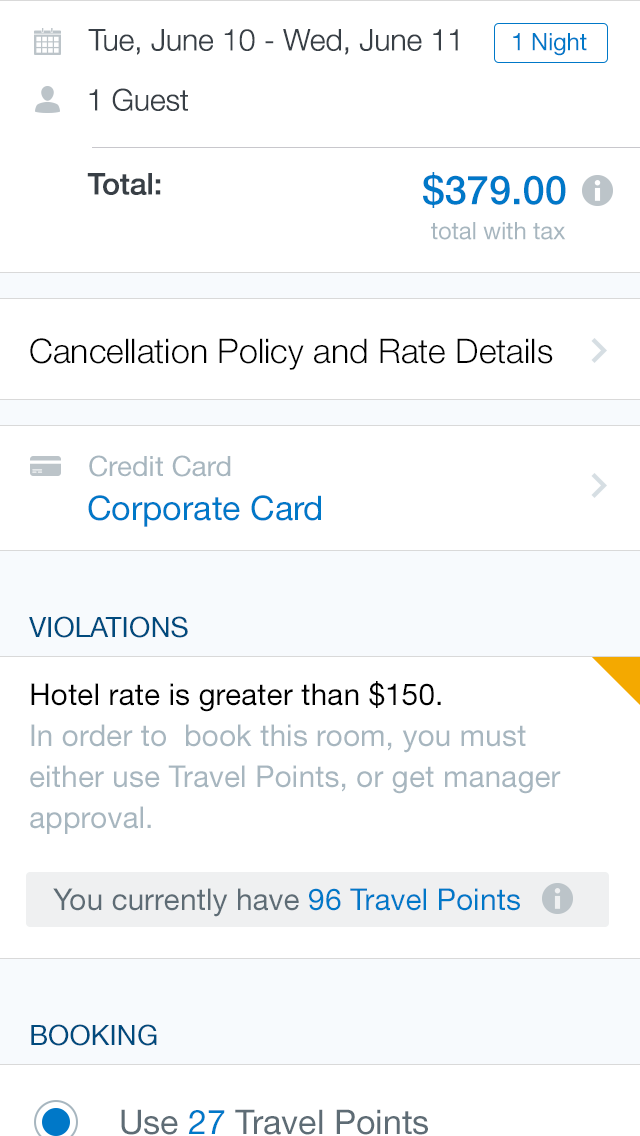 Tue, June 10 - Wed, June 11 1 Night
1 Guest
Total: $379.00
total with tax
Cancellation Policy and Rate Details
Credit Card
Corporate Card
VIOLATIONS
Hotel rate is greater than $150.
In order to  book this room, you must
either use Travel Points, or get manager
approval.
You currently have 96 Travel Points
BOOKING
Use 27 Travel Points